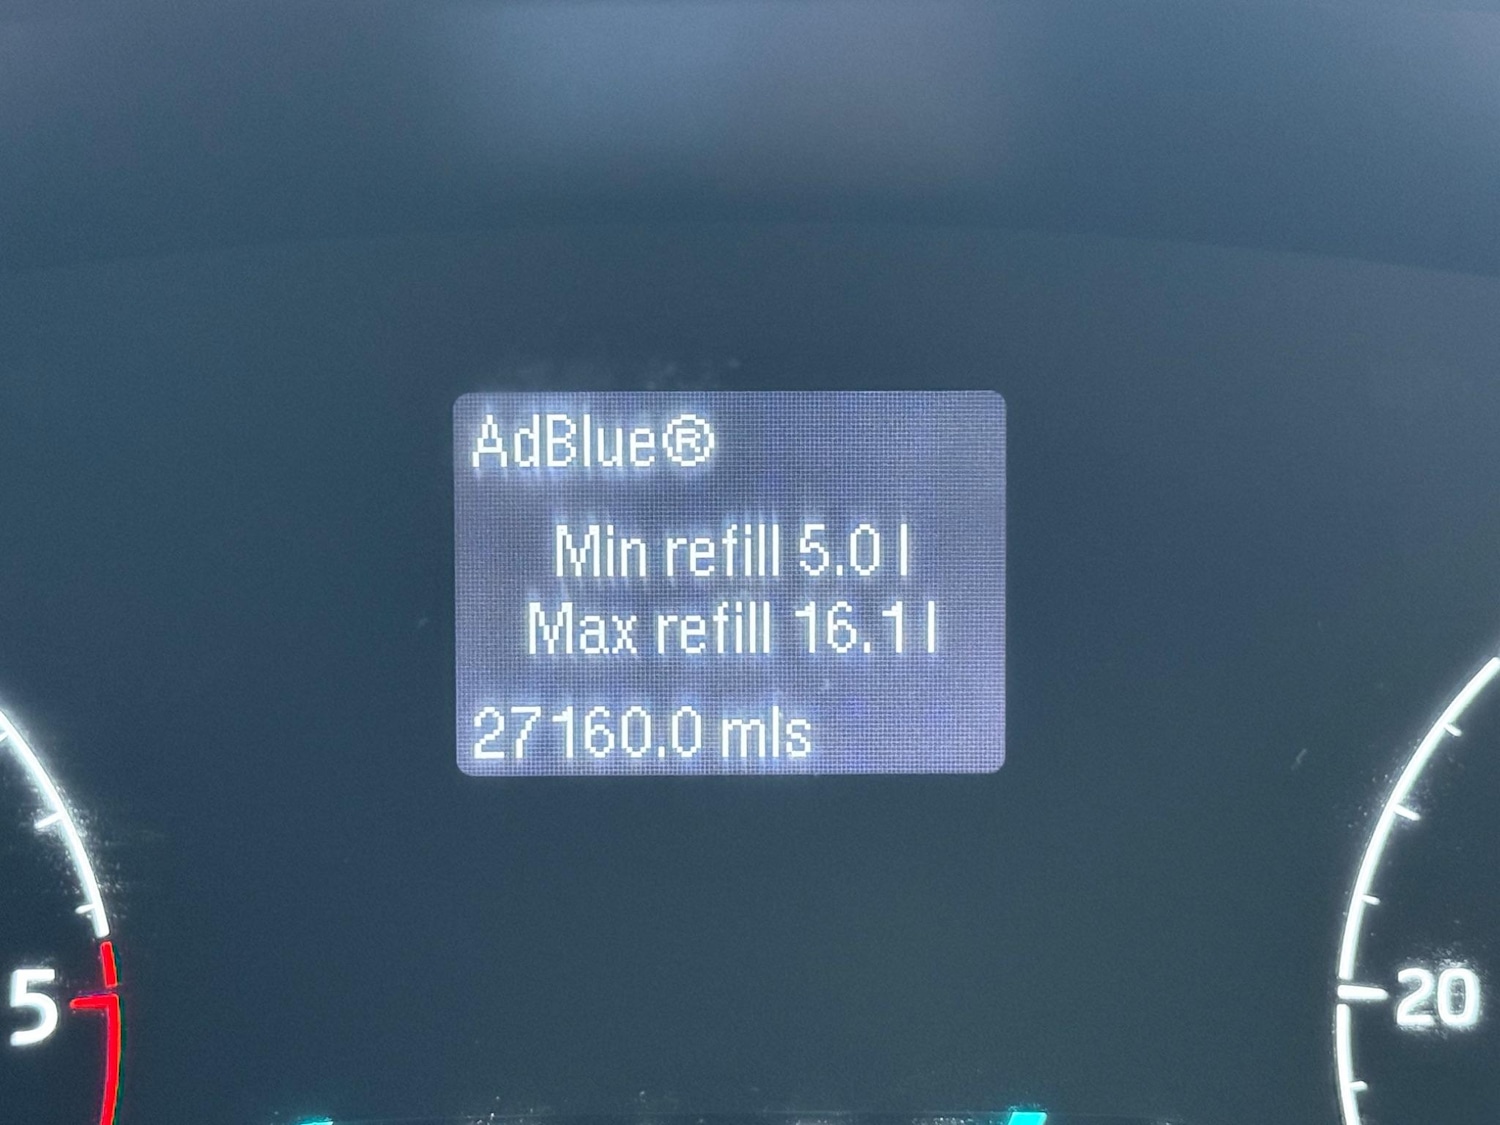 AdBlue®
Min refill 5.0 l
Max refill 16.1 l
27160.0 mls
5
20